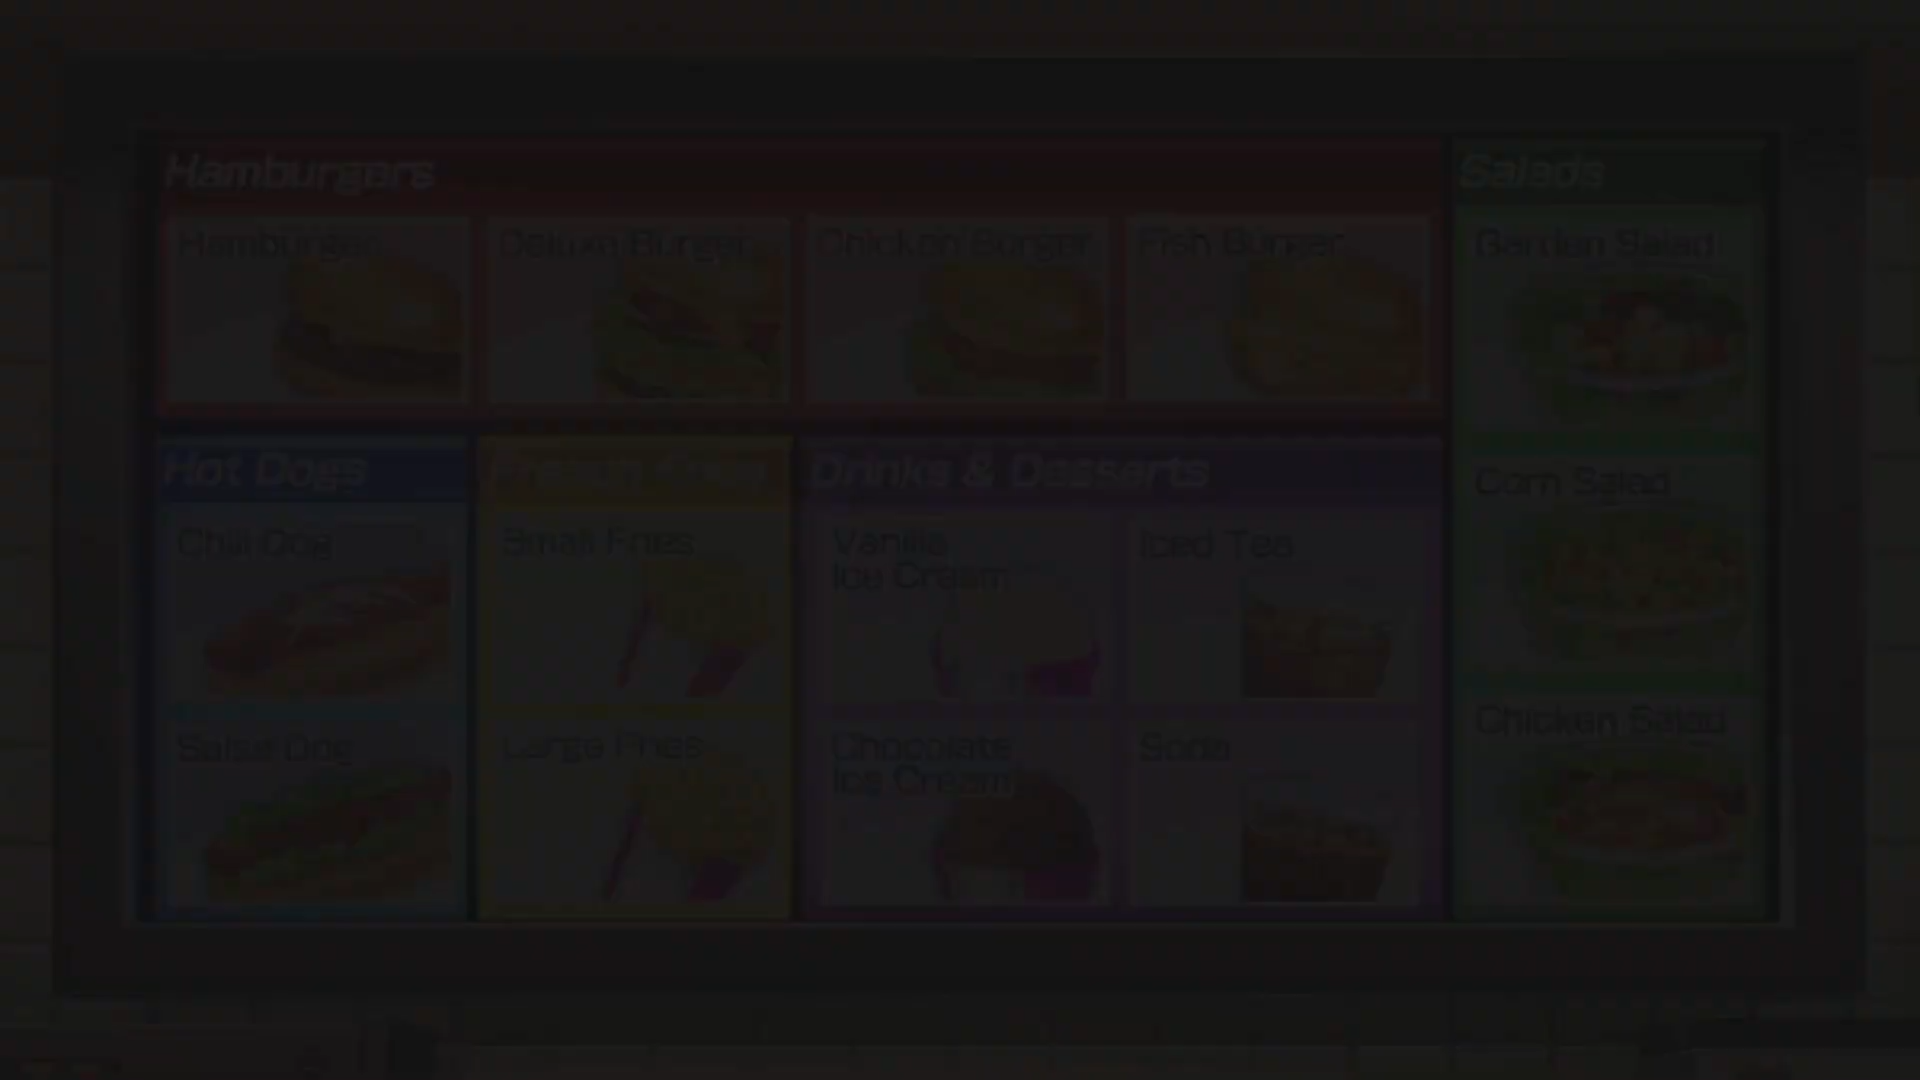 Hamburgers
Hamburger
Deluxe Burger
Chicken Burger
Fish Burger
Salads
Garden Salad
Corn Salad
Chicken Salad
Hot Dogs
Chili Dog
Salsa Dog
Small Fries
Large Fries
Drinks & Desserts
Vanilla
Ice Cream
Iced Tea
Chocolate
Ice Cream
Soda